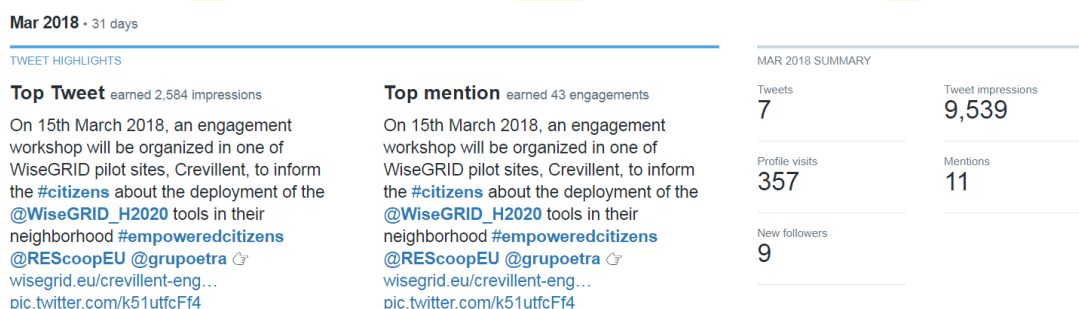 Mar 2018 • 31 days
TWEET HIGHLIGHTS
Top Tweet earned 2,584 impressions
On 15th March 2018, an engagement
workshop will be organized in one of
WiseGRID pilot sites, Crevillent, to inform
the #citizens about the deployment of the
@WiseGRID_H2020 tools in their
neighborhood #empoweredcitizens
@REScoopEU @grupoetra 👉
wisegrid.eu/crevillent-eng…
pic.twitter.com/k51utfcFf4
Top mention earned 43 engagements
On 15th March 2018, an engagement
workshop will be organized in one of
WiseGRID pilot sites, Crevillent, to inform
the #citizens about the deployment of the
@WiseGRID_H2020 tools in their
neighborhood #empoweredcitizens
@REScoopEU @grupoetra 👉
wisegrid.eu/crevillent-eng…
pic.twitter.com/k51utfcFf4
MAR 2018 SUMMARY
Tweets
7
Tweet impressions
9,539
Profile visits
357
Mentions
11
New followers
9